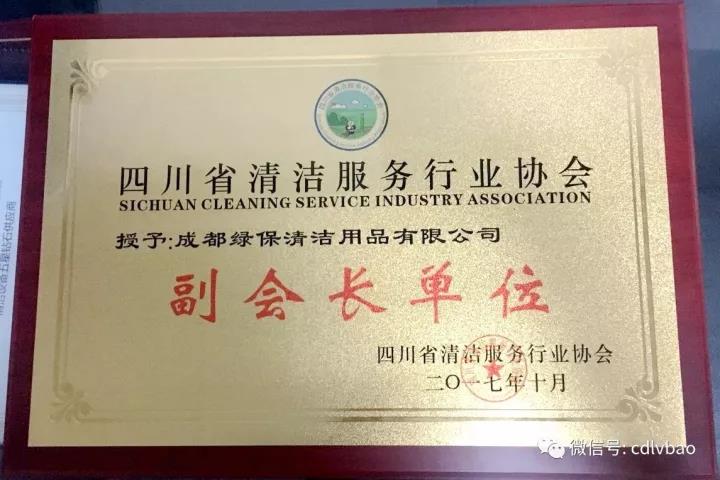 四川省清洁服务行业协会
SICHUAN CLEANING SERVICE INDUSTRY ASSOCIATION
授予:成都绿保清洁用品有限公司
副会长单位
四川省清洁服务行业协会
二〇一七年十月
微信号: cdlvbao